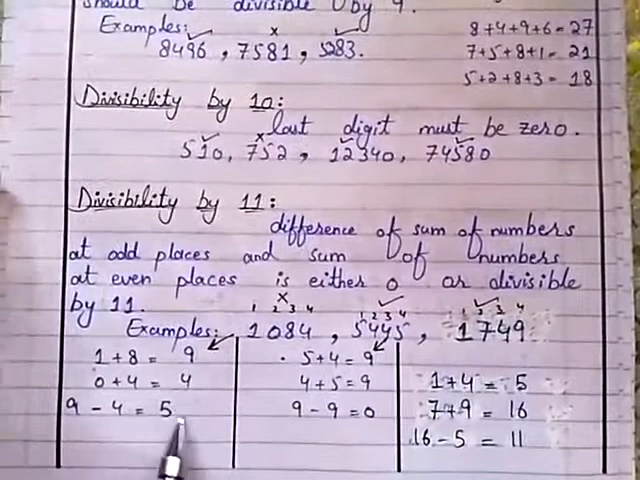 should be divisible by 9.
Examples:
8496, 7581, 5283.
8+4+9+6=27
7+5+8+1=21
5+2+8+3=18
Divisibility by 10:
last digit must be zero.
510, 752, 12340, 74580
Divisibility by 11:
difference of sum of numbers
at odd places and sum of numbers
at even places is either 0 or divisible
by 11.
1 2 3 4 1 2 3 4 1 2 3 4
Examples: 1084, 5445, 1749
1+8= 9
0+4= 4
9-4= 5
5+4=9
4+5=9
9-9=0
1+4= 5
7+9= 16
16-5= 11